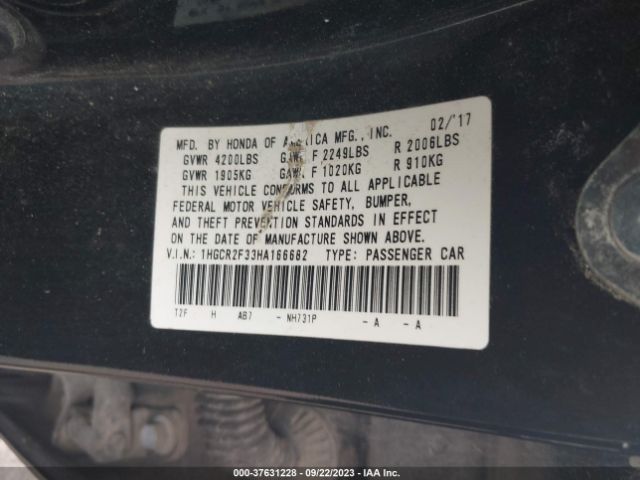 MFD. BY HONDA OF AMERICA MFG., INC. 02/'17
GVWR 4200LBS GAWR F 2249LBS R 2006LBS
GVWR 1905KG GAWR F 1020KG R 910KG
THIS VEHICLE CONFORMS TO ALL APPLICABLE
FEDERAL MOTOR VEHICLE SAFETY, BUMPER,
AND THEFT PREVENTION STANDARDS IN EFFECT
ON THE DATE OF MANUFACTURE SHOWN ABOVE.
V.I.N.: 1HGCR2F33HA166682 TYPE: PASSENGER CAR
T2F H AB7 - NH731P - A - A
000-37631228 - 09/22/2023 - IAA Inc.